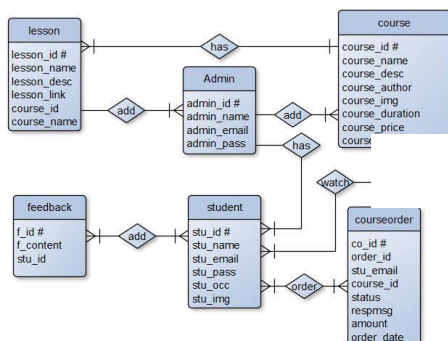 lesson
lesson_id #
lesson_name
lesson_desc
lesson_link
course_id
course_name
has
course
course_id #
course_name
course_desc
course_author
course_img
course_duration
course_price
course
add
Admin
admin_id #
admin_name
admin_email
admin_pass
add
has
watch
feedback
f_id #
f_content
stu_id
add
student
stu_id #
stu_name
stu_email
stu_pass
stu_occ
stu_img
order
courseorder
co_id #
order_id
stu_email
course_id
status
respmsg
amount
order_date